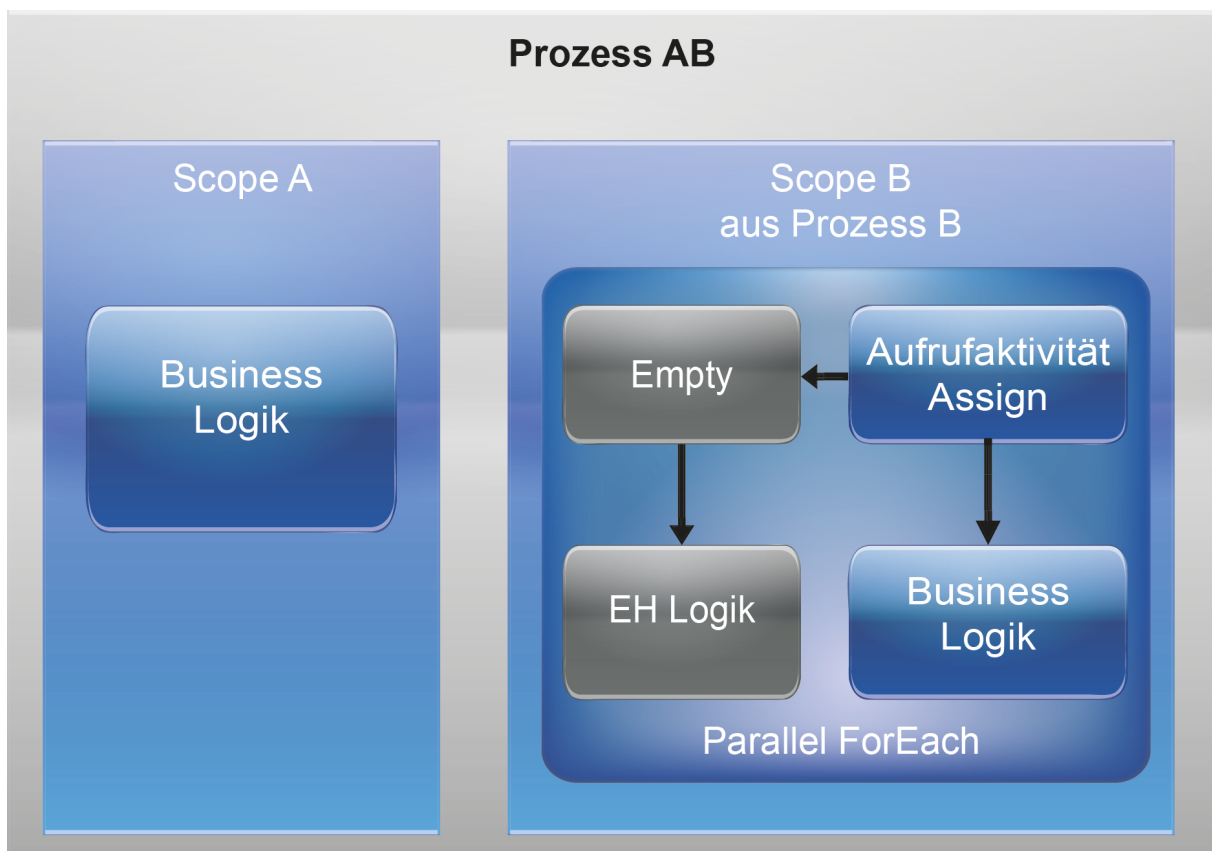 Prozess AB
Scope A
Business
Logik
Scope B
aus Prozess B
Empty
Aufrufaktivität
Assign
EH Logik
Business
Logik
Parallel ForEach